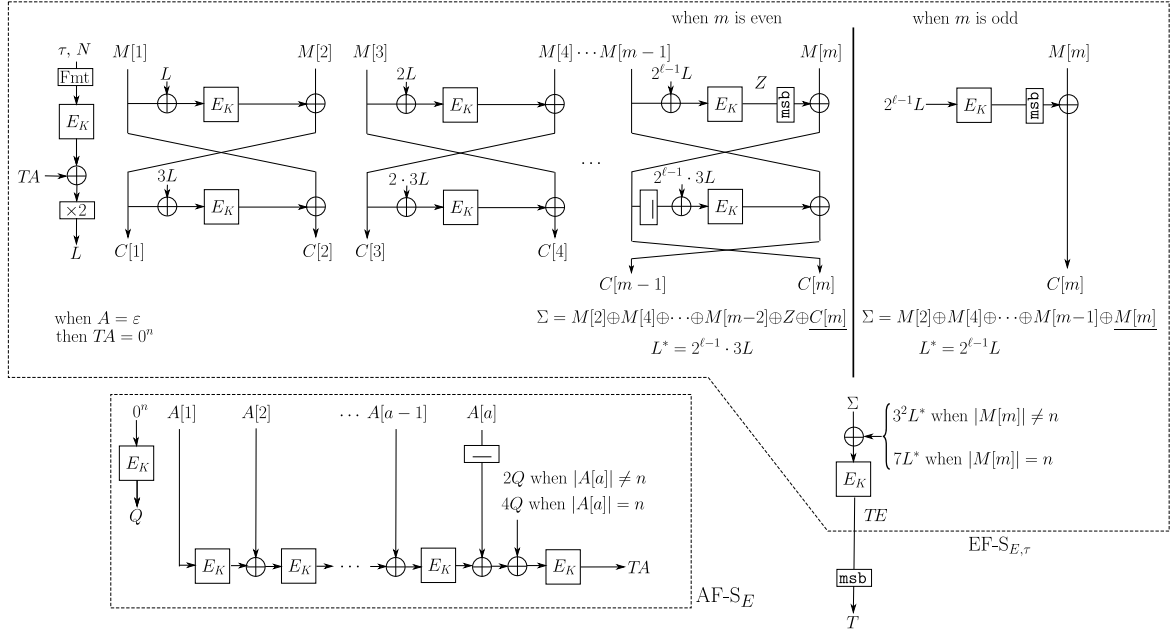 when m is even
when m is odd
τ, N
M[1]
M[2]
M[3]
M[4] ⋯ M[m−1]
M[m]
M[m]
Fmt
L
2L
2^{ℓ−1}L
Z
E_K
E_K
E_K
E_K
msb
2^{ℓ−1}L
E_K
msb
TA
×2
L
3L
2 · 3L
⋯
2^{ℓ−1} · 3L
E_K
E_K
E_K
C[1]
C[2]
C[3]
C[4]
C[m−1]
C[m]
C[m]
when A = ε
then TA = 0^n
Σ = M[2]⊕M[4]⊕⋯⊕M[m−2]⊕Z⊕C[m]
L* = 2^{ℓ−1} · 3L
Σ = M[2]⊕M[4]⊕⋯⊕M[m−1]⊕M[m]
L* = 2^{ℓ−1}L
Σ
3²L* when |M[m]| ≠ n
7L* when |M[m]| = n
E_K
TE
EF-S_{E,τ}
msb
T
0^n
A[1]
A[2]
⋯ A[a−1]
A[a]
E_K
Q
2Q when |A[a]| ≠ n
4Q when |A[a]| = n
E_K
E_K
⋯
E_K
E_K
TA
AF-S_E